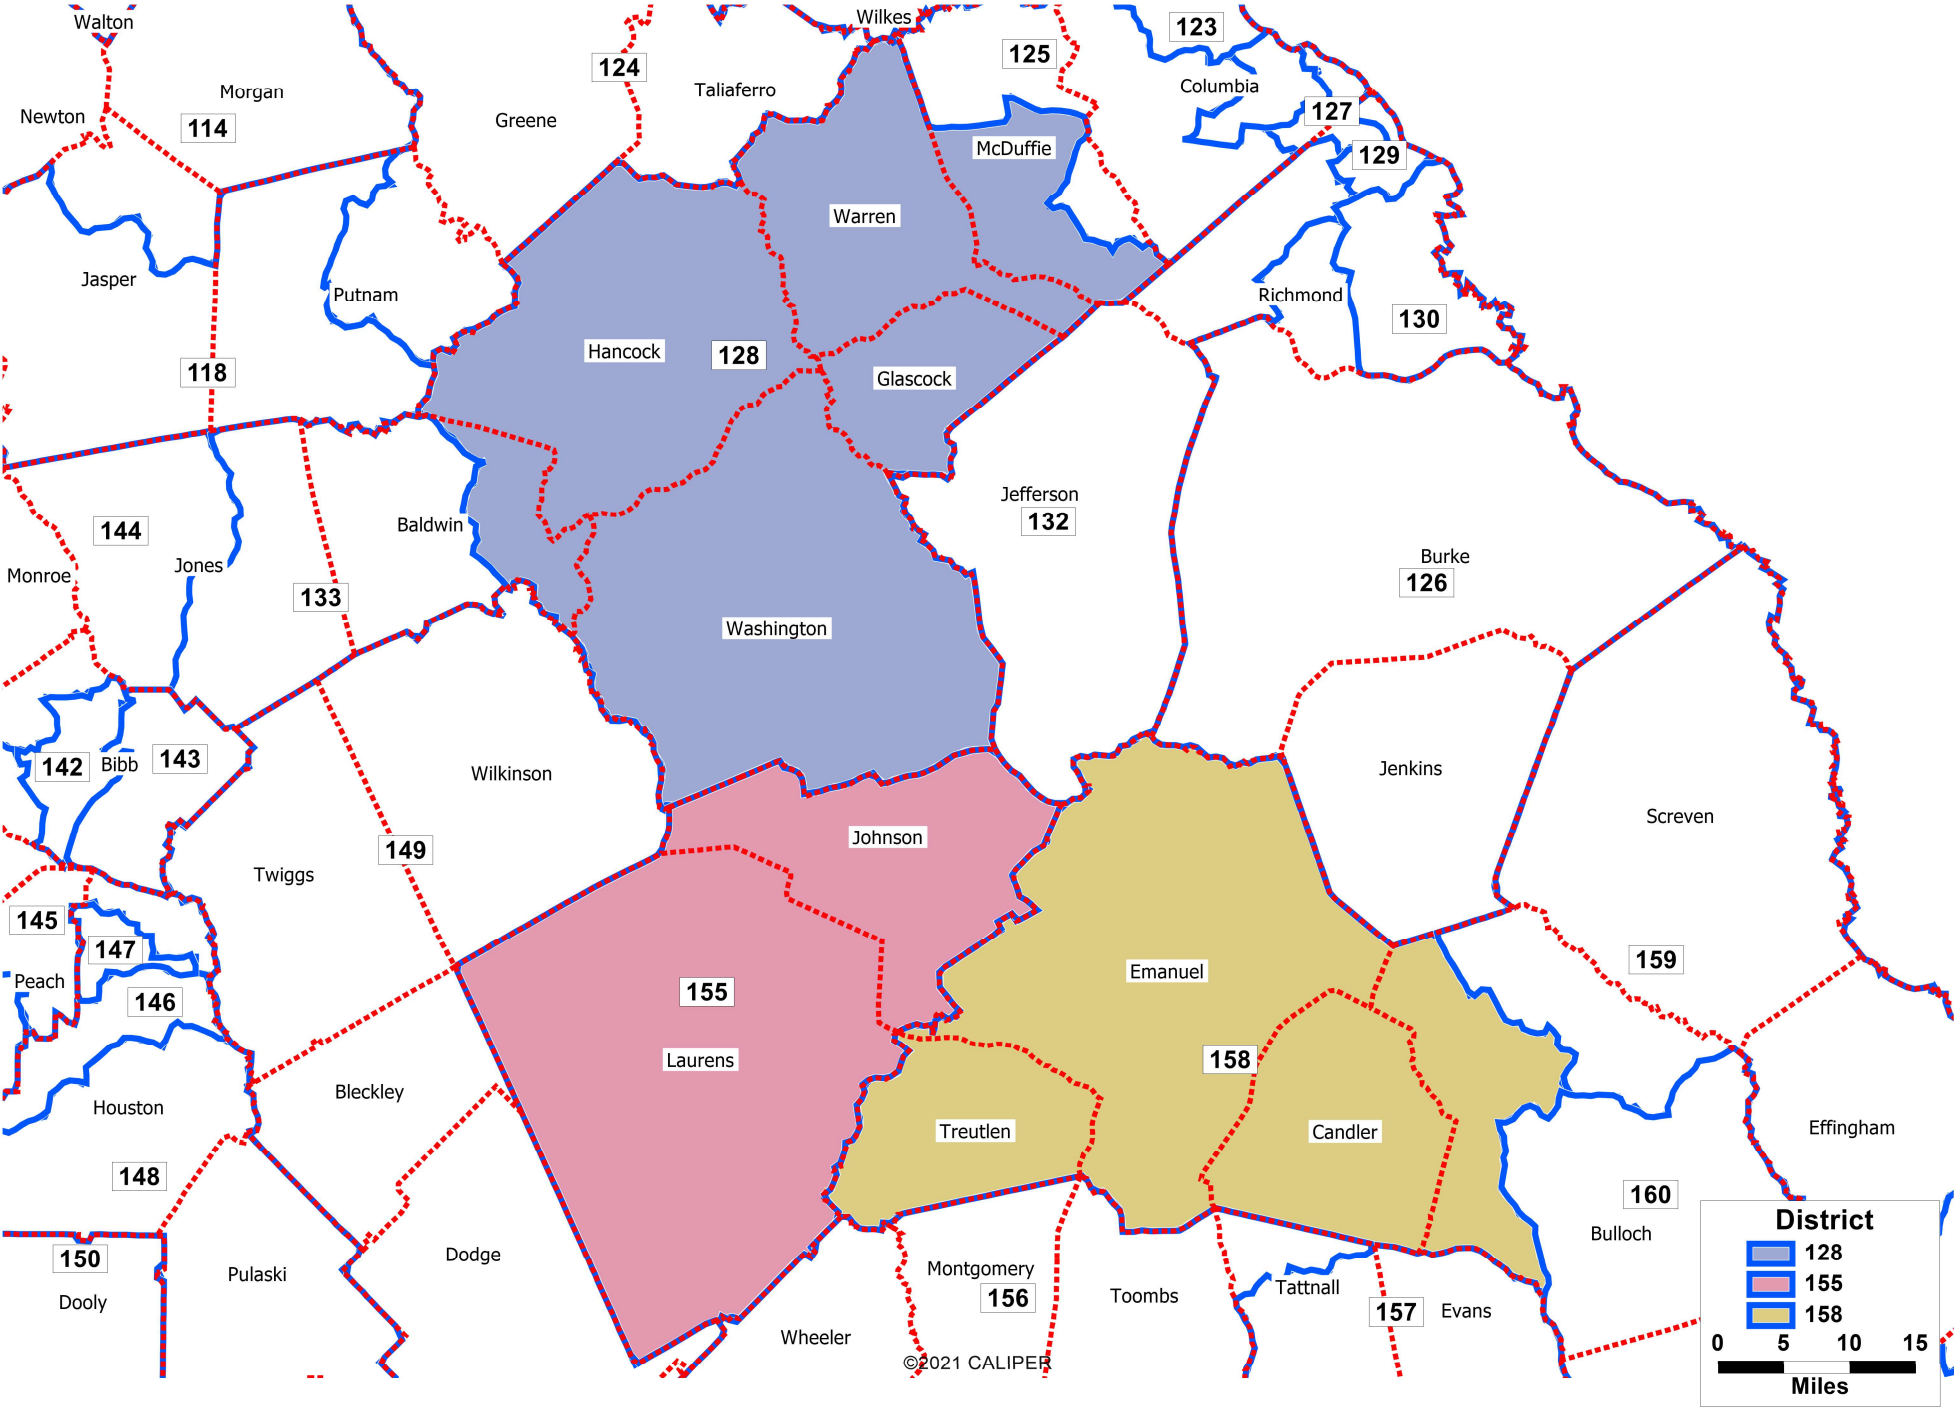 Walton
Wilkes
123
125
124
Columbia
Morgan
Taliaferro
127
Newton
114
Greene
McDuffie
129
Warren
Jasper
Putnam
Richmond
130
Hancock
128
118
Glascock
Jefferson
132
144
Baldwin
Burke
126
Jones
Monroe
133
Washington
142
Bibb
143
Wilkinson
Jenkins
Screven
Johnson
149
Twiggs
145
147
Peach
146
Emanuel
159
155
Laurens
158
Bleckley
Houston
Treutlen
Candler
Effingham
148
160
Bulloch
150
Dooly
Pulaski
Dodge
Montgomery
156
Toombs
Tattnall
157
Evans
Wheeler
©2021 CALIPER
District
128
155
158
0 5 10 15
Miles